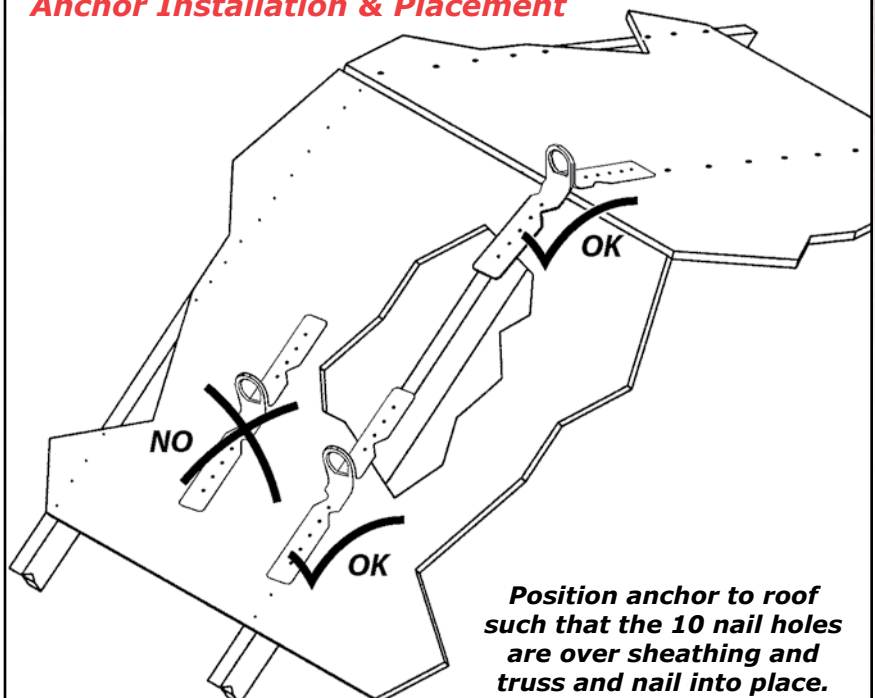 Anchor Installation & Placement
OK
NO
OK
Position anchor to roof
such that the 10 nail holes
are over sheathing and
truss and nail into place.